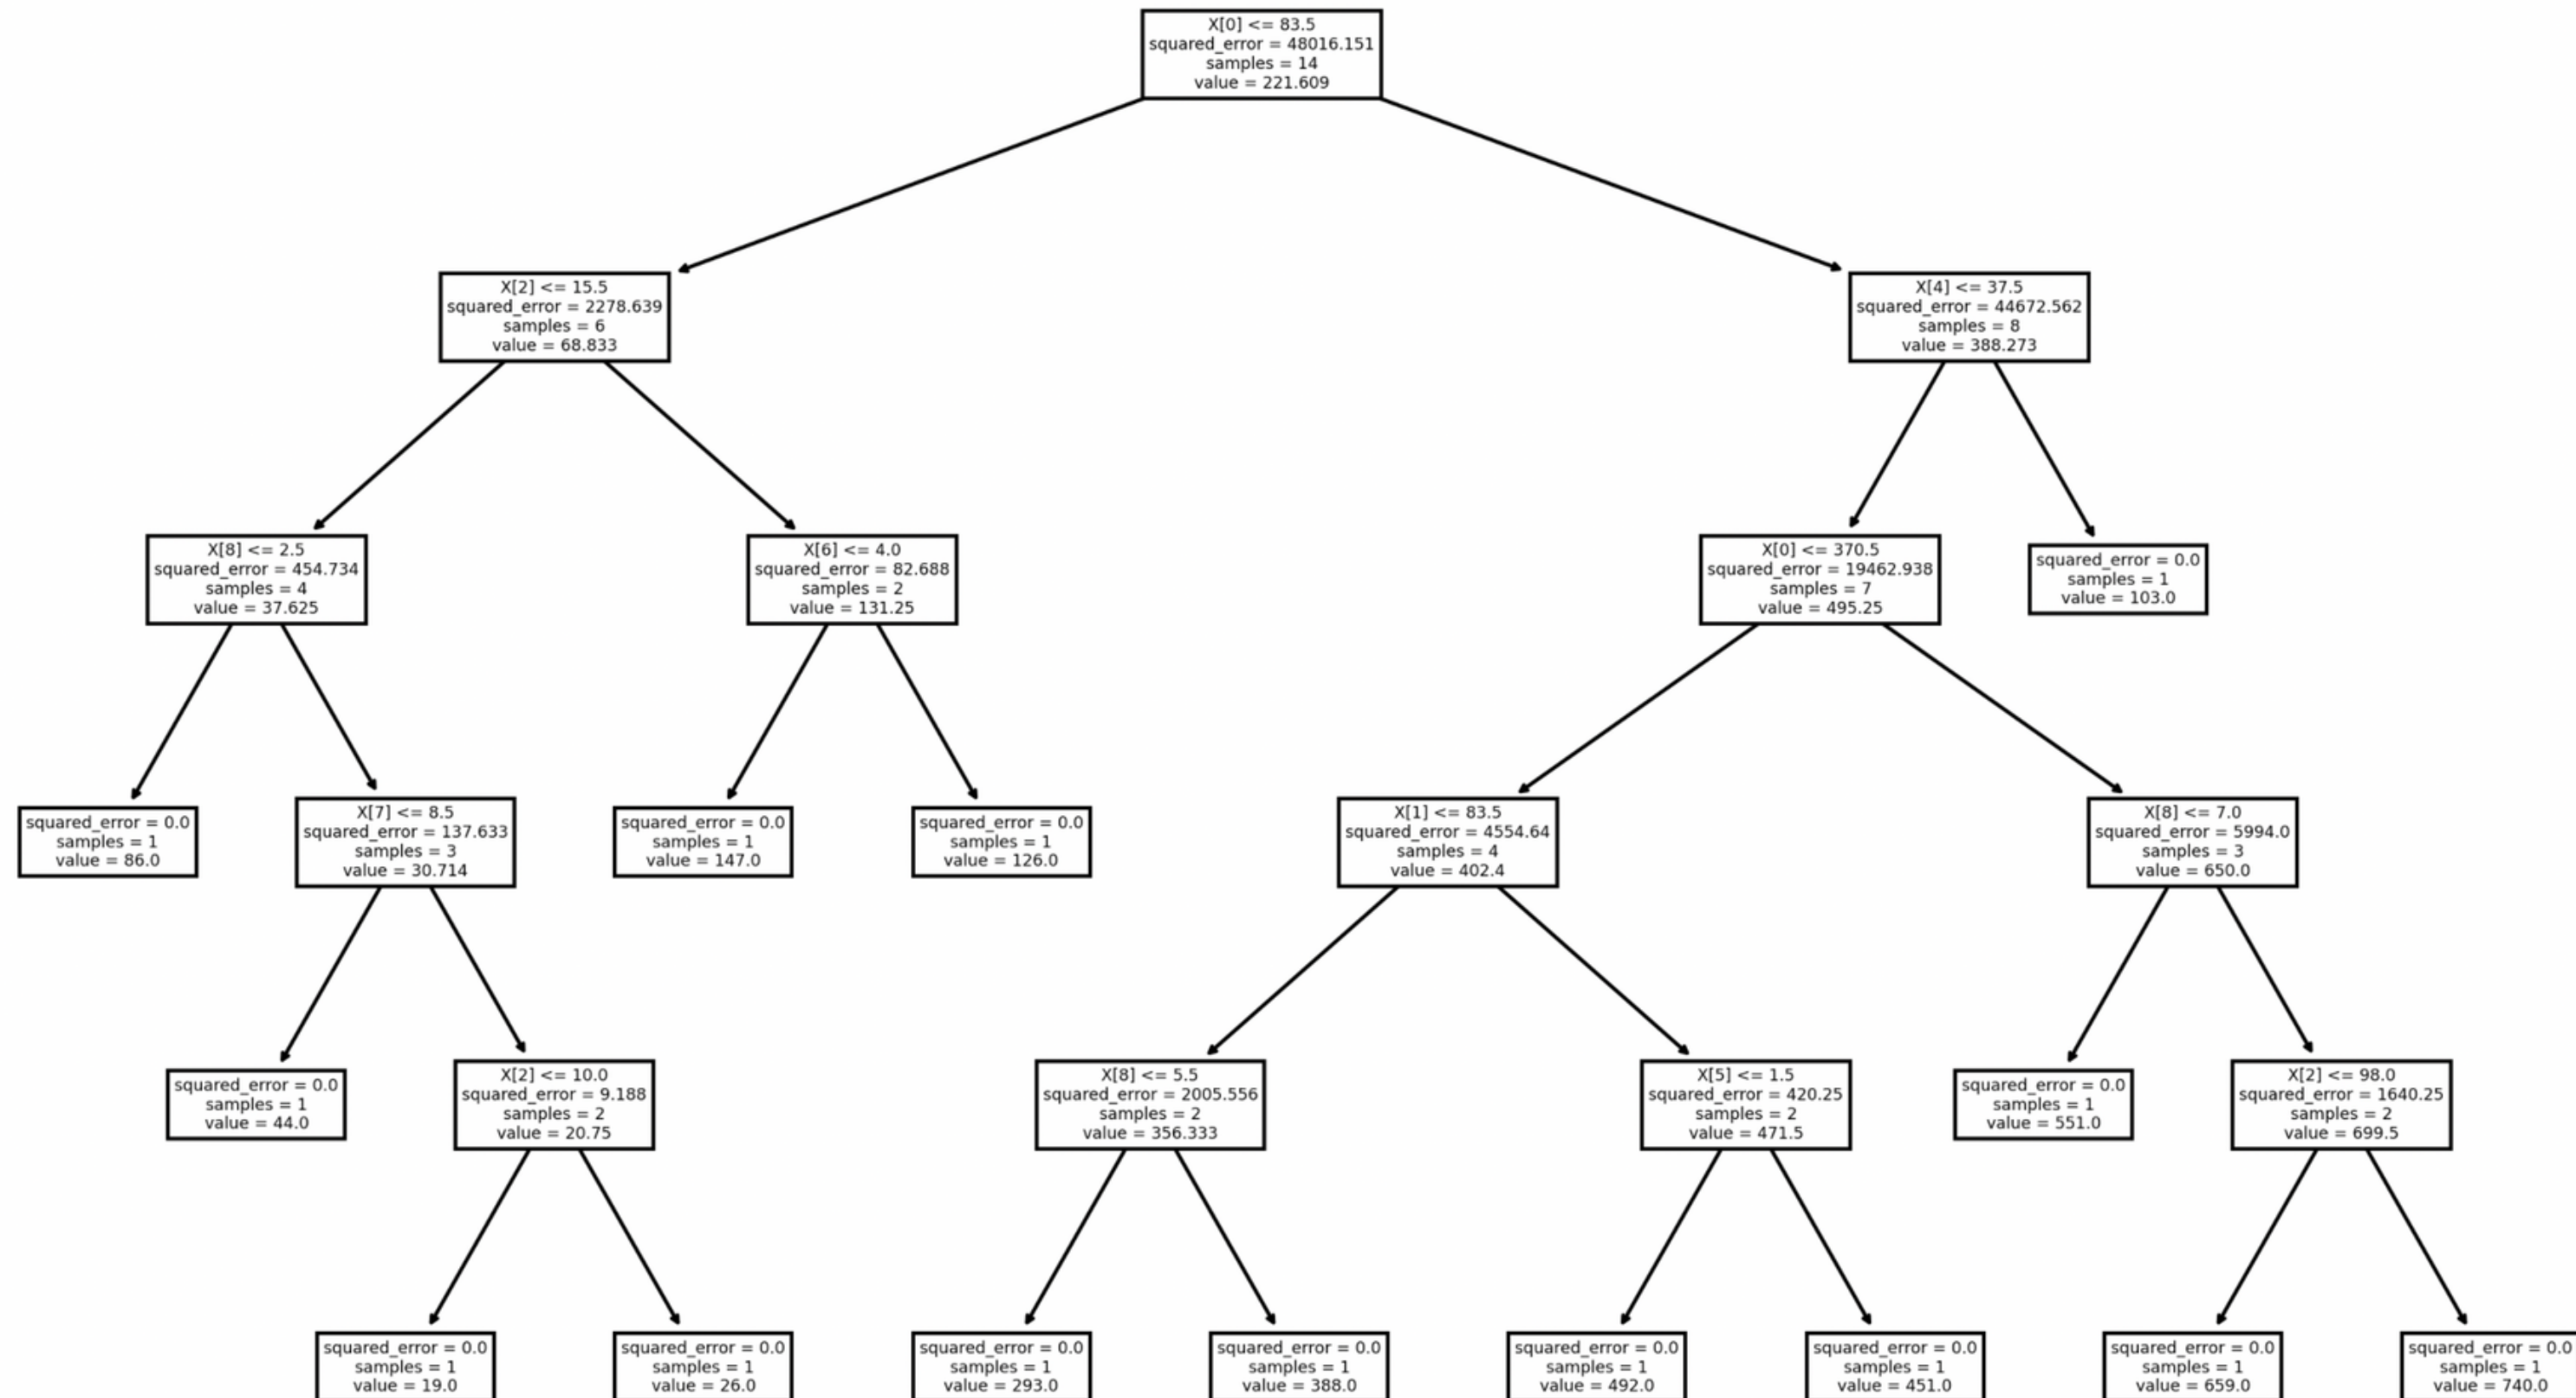 X[0] <= 83.5
squared_error = 48016.151
samples = 14
value = 221.609
X[2] <= 15.5
squared_error = 2278.639
samples = 6
value = 68.833
X[4] <= 37.5
squared_error = 44672.562
samples = 8
value = 388.273
X[8] <= 2.5
squared_error = 454.734
samples = 4
value = 37.625
X[6] <= 4.0
squared_error = 82.688
samples = 2
value = 131.25
X[0] <= 370.5
squared_error = 19462.938
samples = 7
value = 495.25
squared_error = 0.0
samples = 1
value = 103.0
squared_error = 0.0
samples = 1
value = 86.0
X[7] <= 8.5
squared_error = 137.633
samples = 3
value = 30.714
squared_error = 0.0
samples = 1
value = 147.0
squared_error = 0.0
samples = 1
value = 126.0
X[1] <= 83.5
squared_error = 4554.64
samples = 4
value = 402.4
X[8] <= 7.0
squared_error = 5994.0
samples = 3
value = 650.0
squared_error = 0.0
samples = 1
value = 44.0
X[2] <= 10.0
squared_error = 9.188
samples = 2
value = 20.75
X[8] <= 5.5
squared_error = 2005.556
samples = 2
value = 356.333
X[5] <= 1.5
squared_error = 420.25
samples = 2
value = 471.5
squared_error = 0.0
samples = 1
value = 551.0
X[2] <= 98.0
squared_error = 1640.25
samples = 2
value = 699.5
squared_error = 0.0
samples = 1
value = 19.0
squared_error = 0.0
samples = 1
value = 26.0
squared_error = 0.0
samples = 1
value = 293.0
squared_error = 0.0
samples = 1
value = 388.0
squared_error = 0.0
samples = 1
value = 492.0
squared_error = 0.0
samples = 1
value = 451.0
squared_error = 0.0
samples = 1
value = 659.0
squared_error = 0.0
samples = 1
value = 740.0